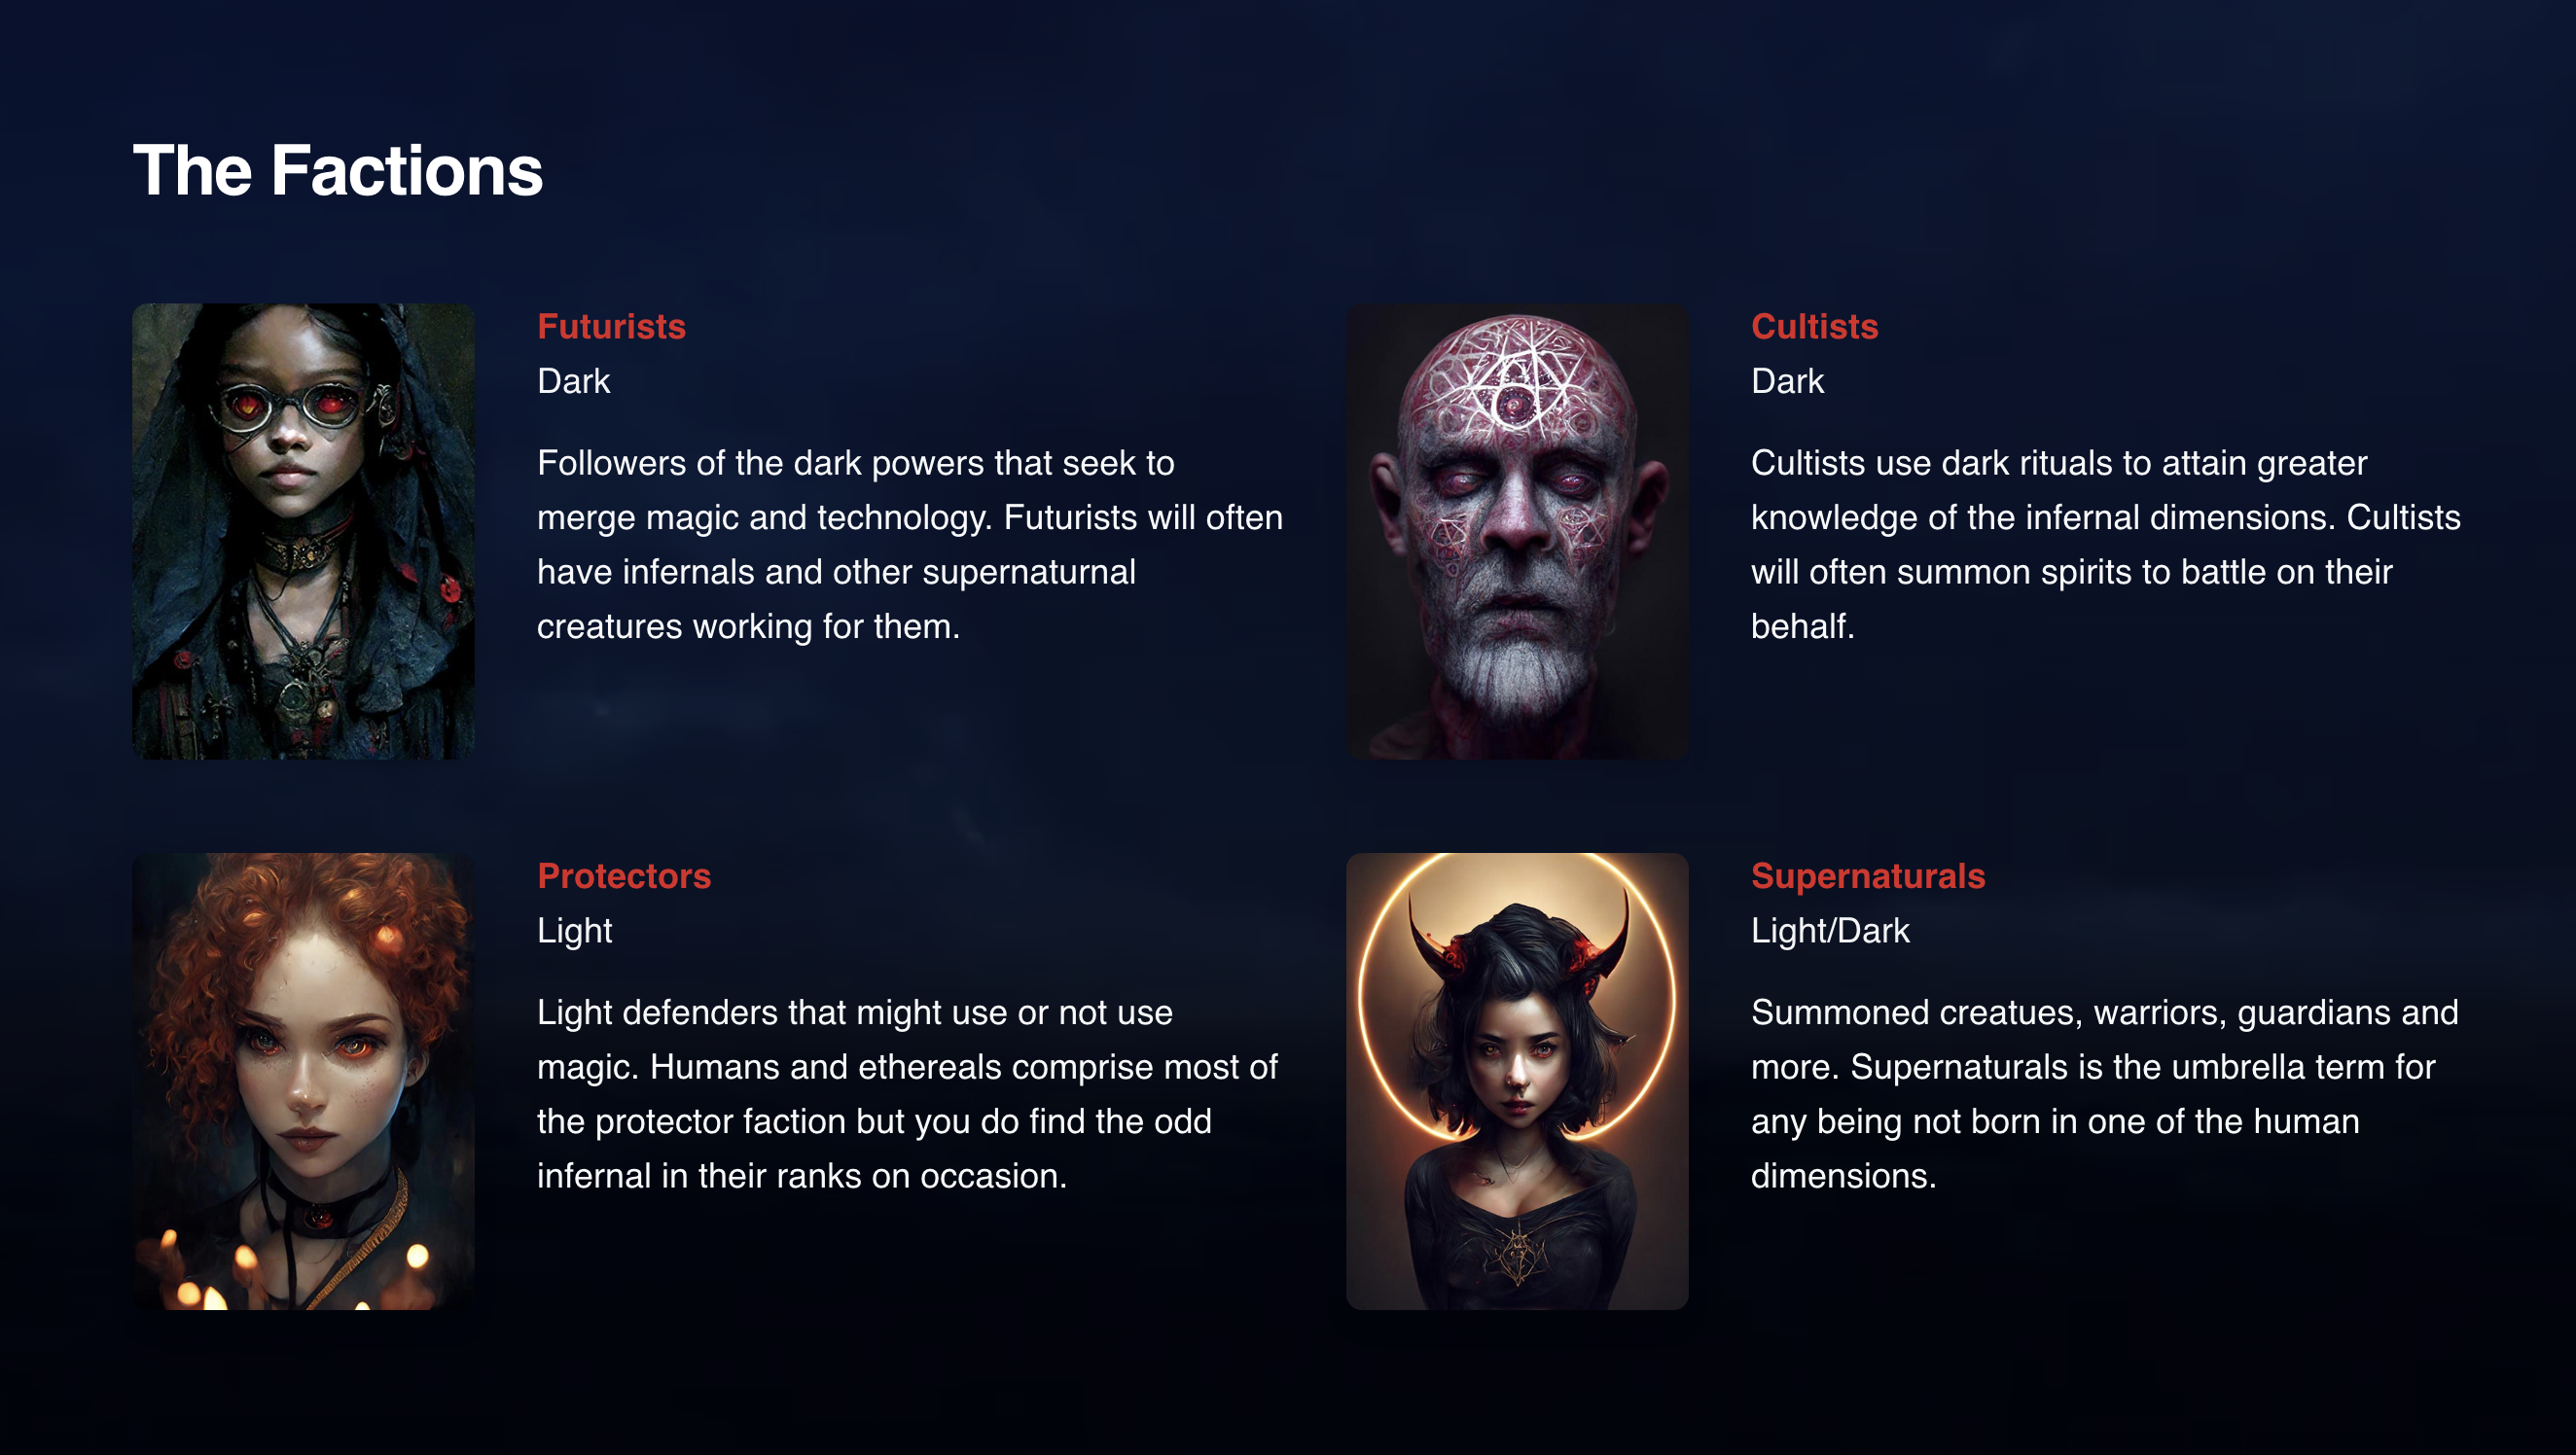 The Factions
Futurists
Dark
Followers of the dark powers that seek to
merge magic and technology. Futurists will often
have infernals and other supernaturnal
creatures working for them.
Cultists
Dark
Cultists use dark rituals to attain greater
knowledge of the infernal dimensions. Cultists
will often summon spirits to battle on their
behalf.
Protectors
Light
Light defenders that might use or not use
magic. Humans and ethereals comprise most of
the protector faction but you do find the odd
infernal in their ranks on occasion.
Supernaturals
Light/Dark
Summoned creatues, warriors, guardians and
more. Supernaturals is the umbrella term for
any being not born in one of the human
dimensions.